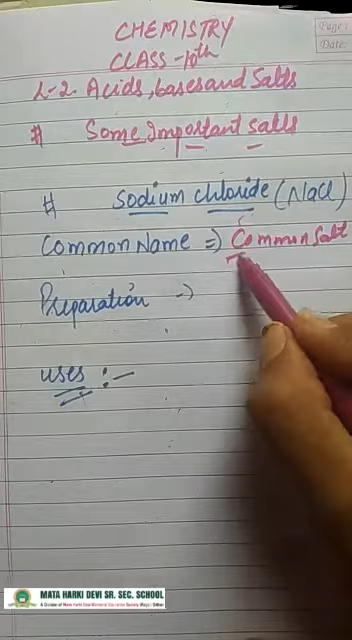 CHEMISTRY
Page:
CLASS-10th
Date:
L-2. Acids, bases and Salts
# Some Important salts
# Sodium chloride (NaCl)
Common Name => Common Salt
Preparation ->
uses :-
MATA HARKI DEVI SR. SEC. SCHOOL